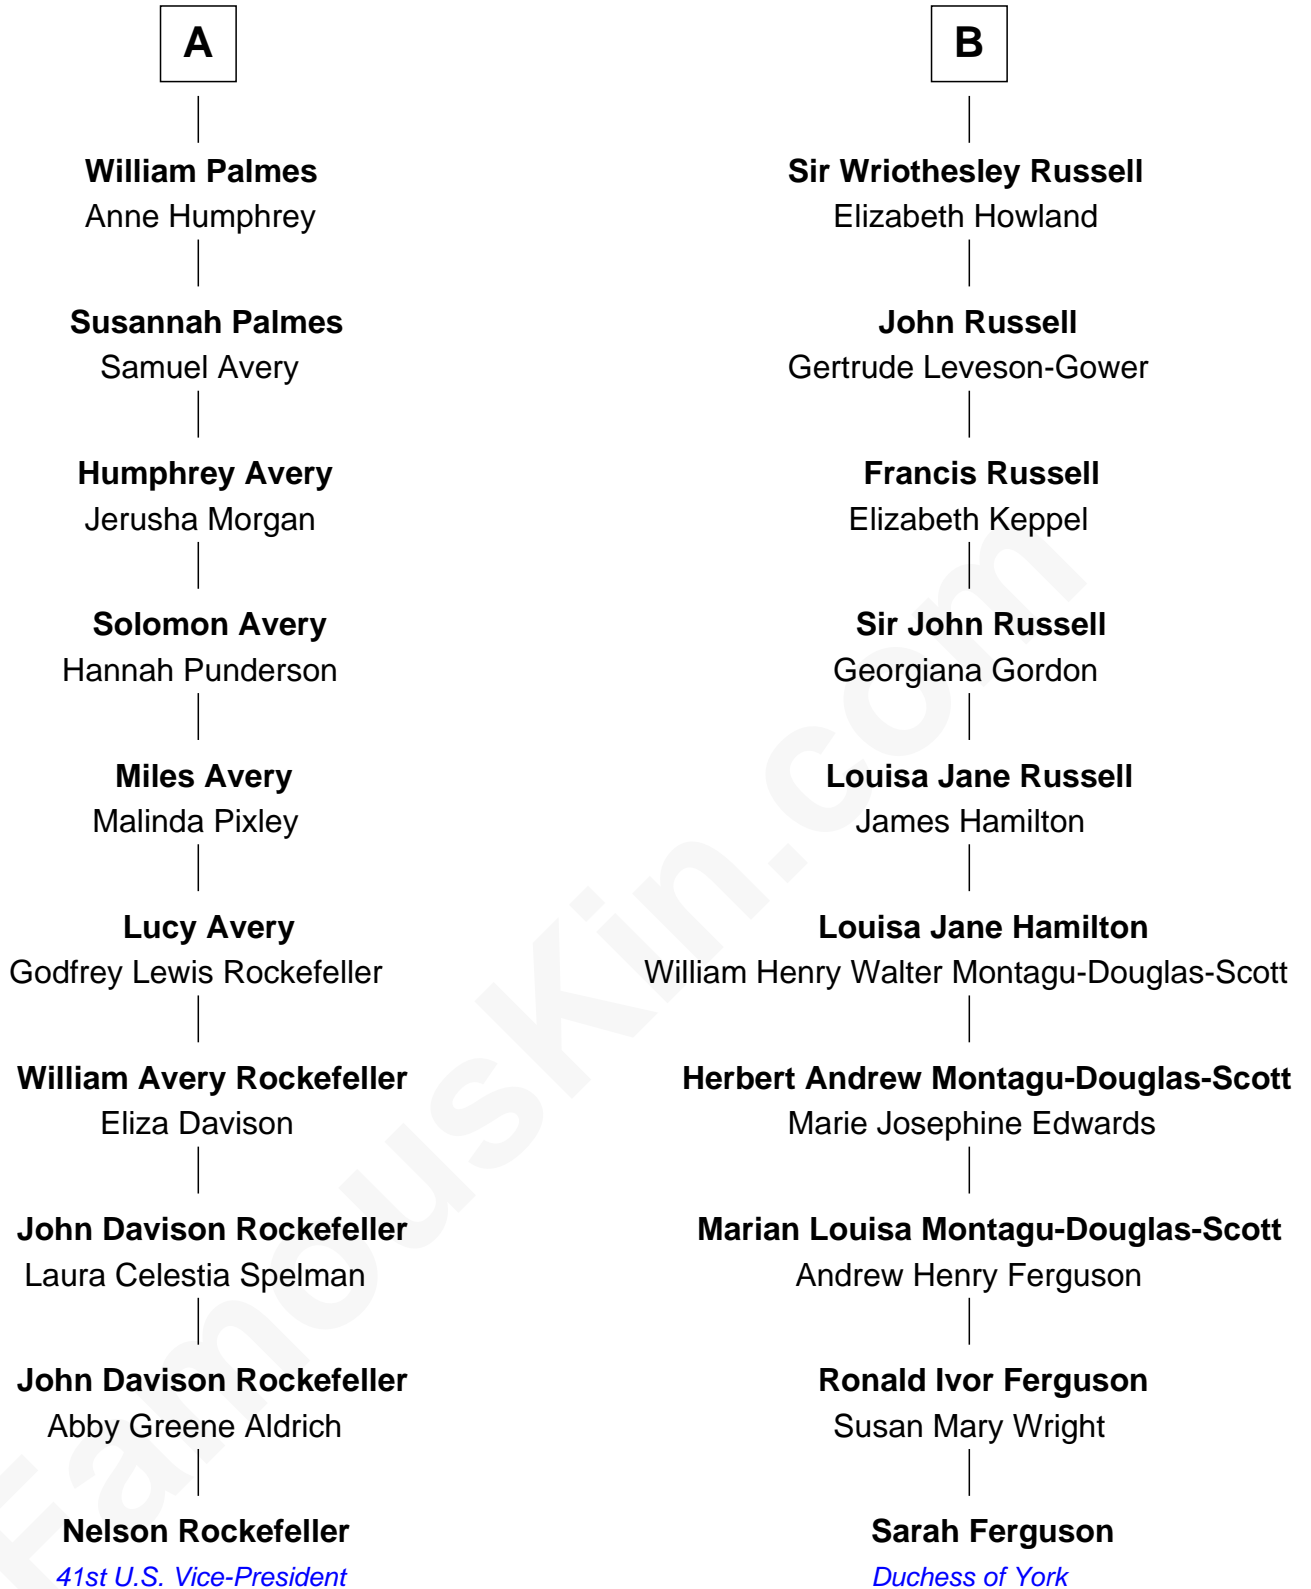 A
B
William Palmes
Anne Humphrey
Sir Wriothesley Russell
Elizabeth Howland
Susannah Palmes
Samuel Avery
John Russell
Gertrude Leveson-Gower
Humphrey Avery
Jerusha Morgan
Francis Russell
Elizabeth Keppel
Solomon Avery
Hannah Punderson
Sir John Russell
Georgiana Gordon
Miles Avery
Malinda Pixley
Louisa Jane Russell
James Hamilton
Lucy Avery
Godfrey Lewis Rockefeller
Louisa Jane Hamilton
William Henry Walter Montagu-Douglas-Scott
William Avery Rockefeller
Eliza Davison
Herbert Andrew Montagu-Douglas-Scott
Marie Josephine Edwards
John Davison Rockefeller
Laura Celestia Spelman
Marian Louisa Montagu-Douglas-Scott
Andrew Henry Ferguson
John Davison Rockefeller
Abby Greene Aldrich
Ronald Ivor Ferguson
Susan Mary Wright
Nelson Rockefeller
41st U.S. Vice-President
Sarah Ferguson
Duchess of York
FamousKin.com